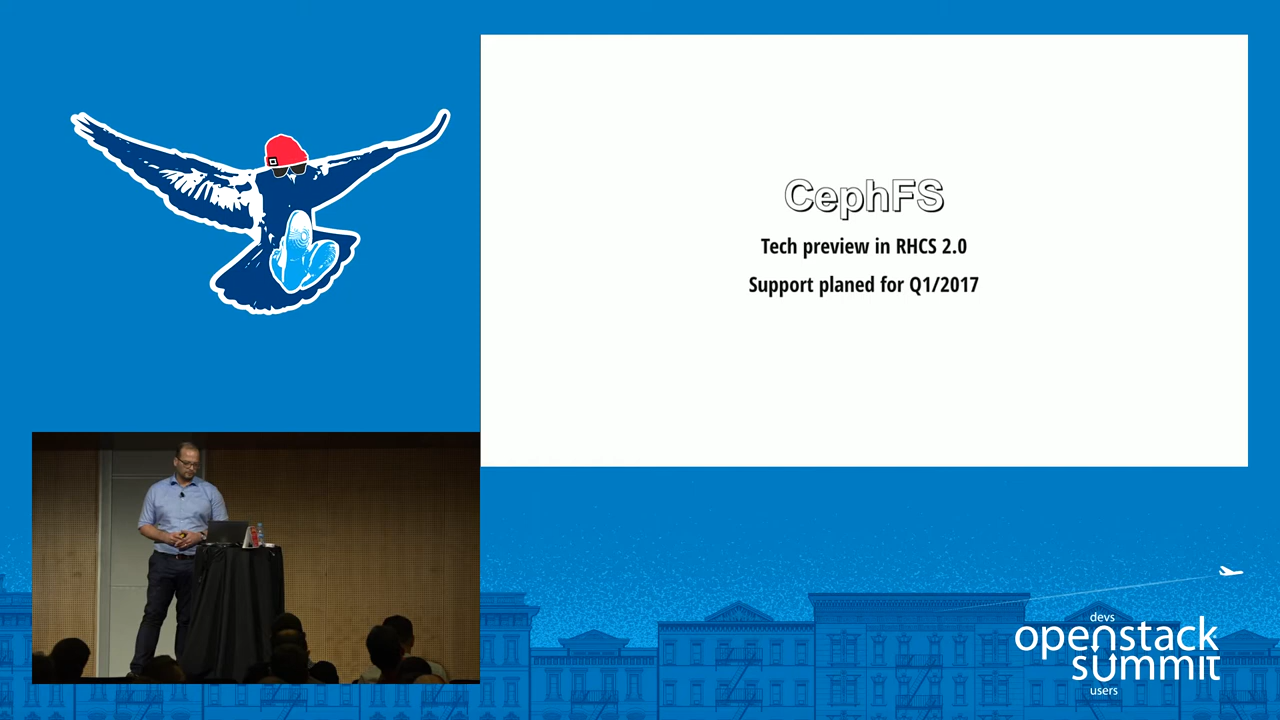 CephFS
Tech preview in RHCS 2.0
Support planed for Q1/2017
devs
openstack
summit
users